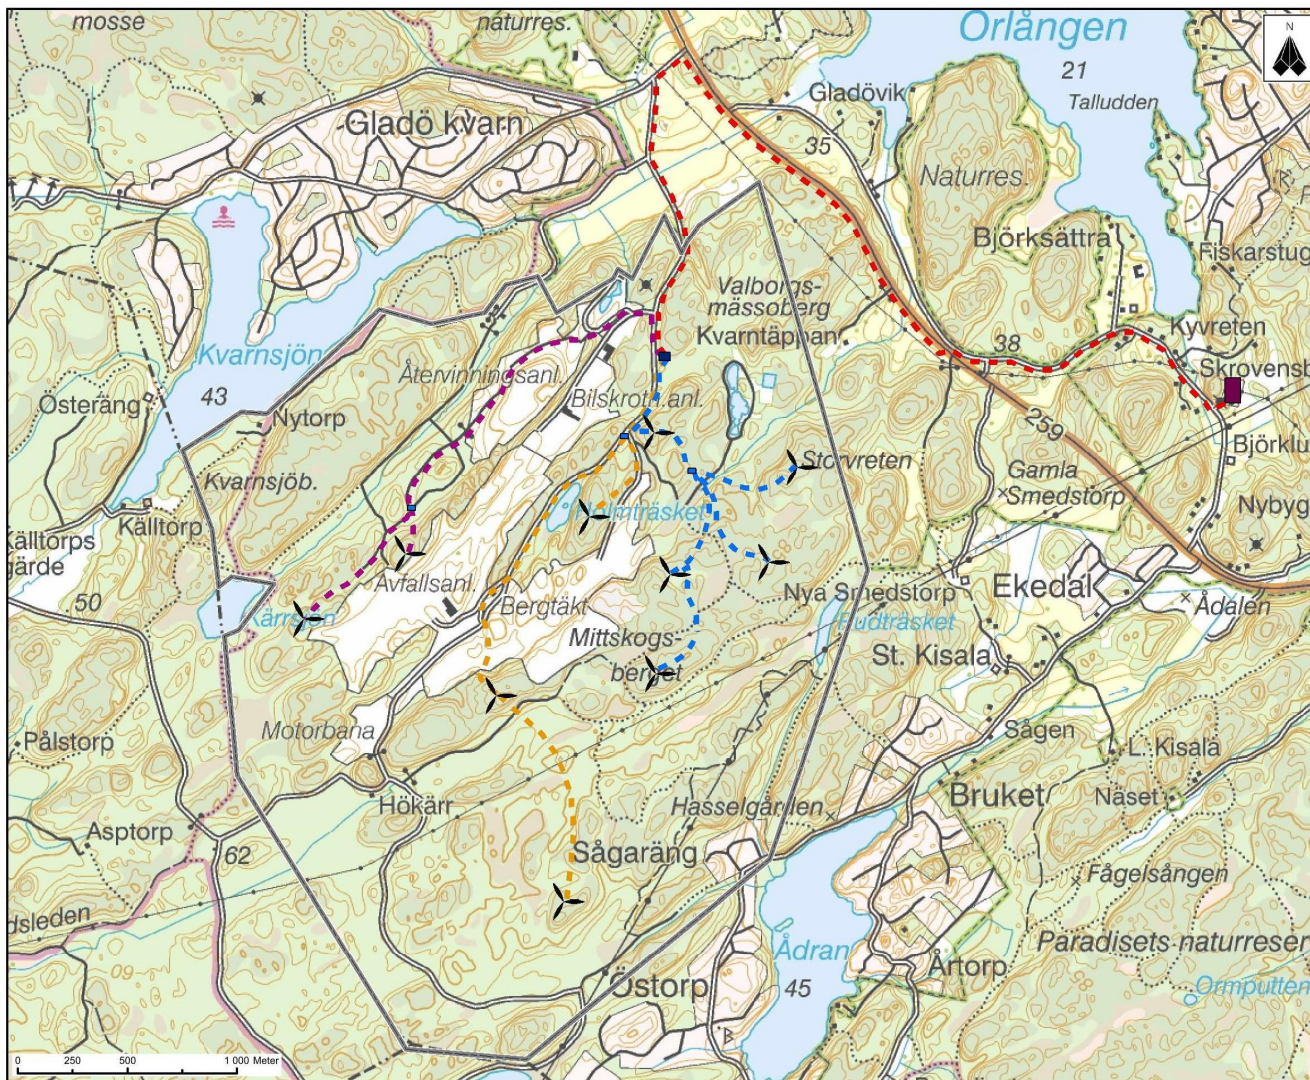 mosse
naturres.
Orlången
N
21
Talludden
Gladövik
Gladö kvarn
35
Naturres.
Björksättra
Fiskarstug
Valborgs-
mässoberg
Kvarntäppan
Kyvreten
38
Skrovensb
Kvarnsjön
43
Återvinningsanl.
Bilskrotn.anl.
Österäng
Nytorp
259
Björklu
Storvreten
Gamla
Smedstorp
Kvarnsjöb.
Nybyg
Källtorp
Källtorps
gärde
Holmträsket
Avfallsanl.
Bergtäkt
Nya Smedstorp
Ekedal
Ådalen
50
Kärrsjön
Rudträsket
Mittskogs-
berget
St. Kisala
Motorbana
Sågen
Pålstorp
L. Kisala
Hökärr
Hasselgården
Bruket
Näset
Asptorp
62
Sågaräng
Fågelsången
dsleden
Ådran
Paradisets naturreser
Östorp
45
Årtorp
Ormputten
0 250 500 1 000 Meter